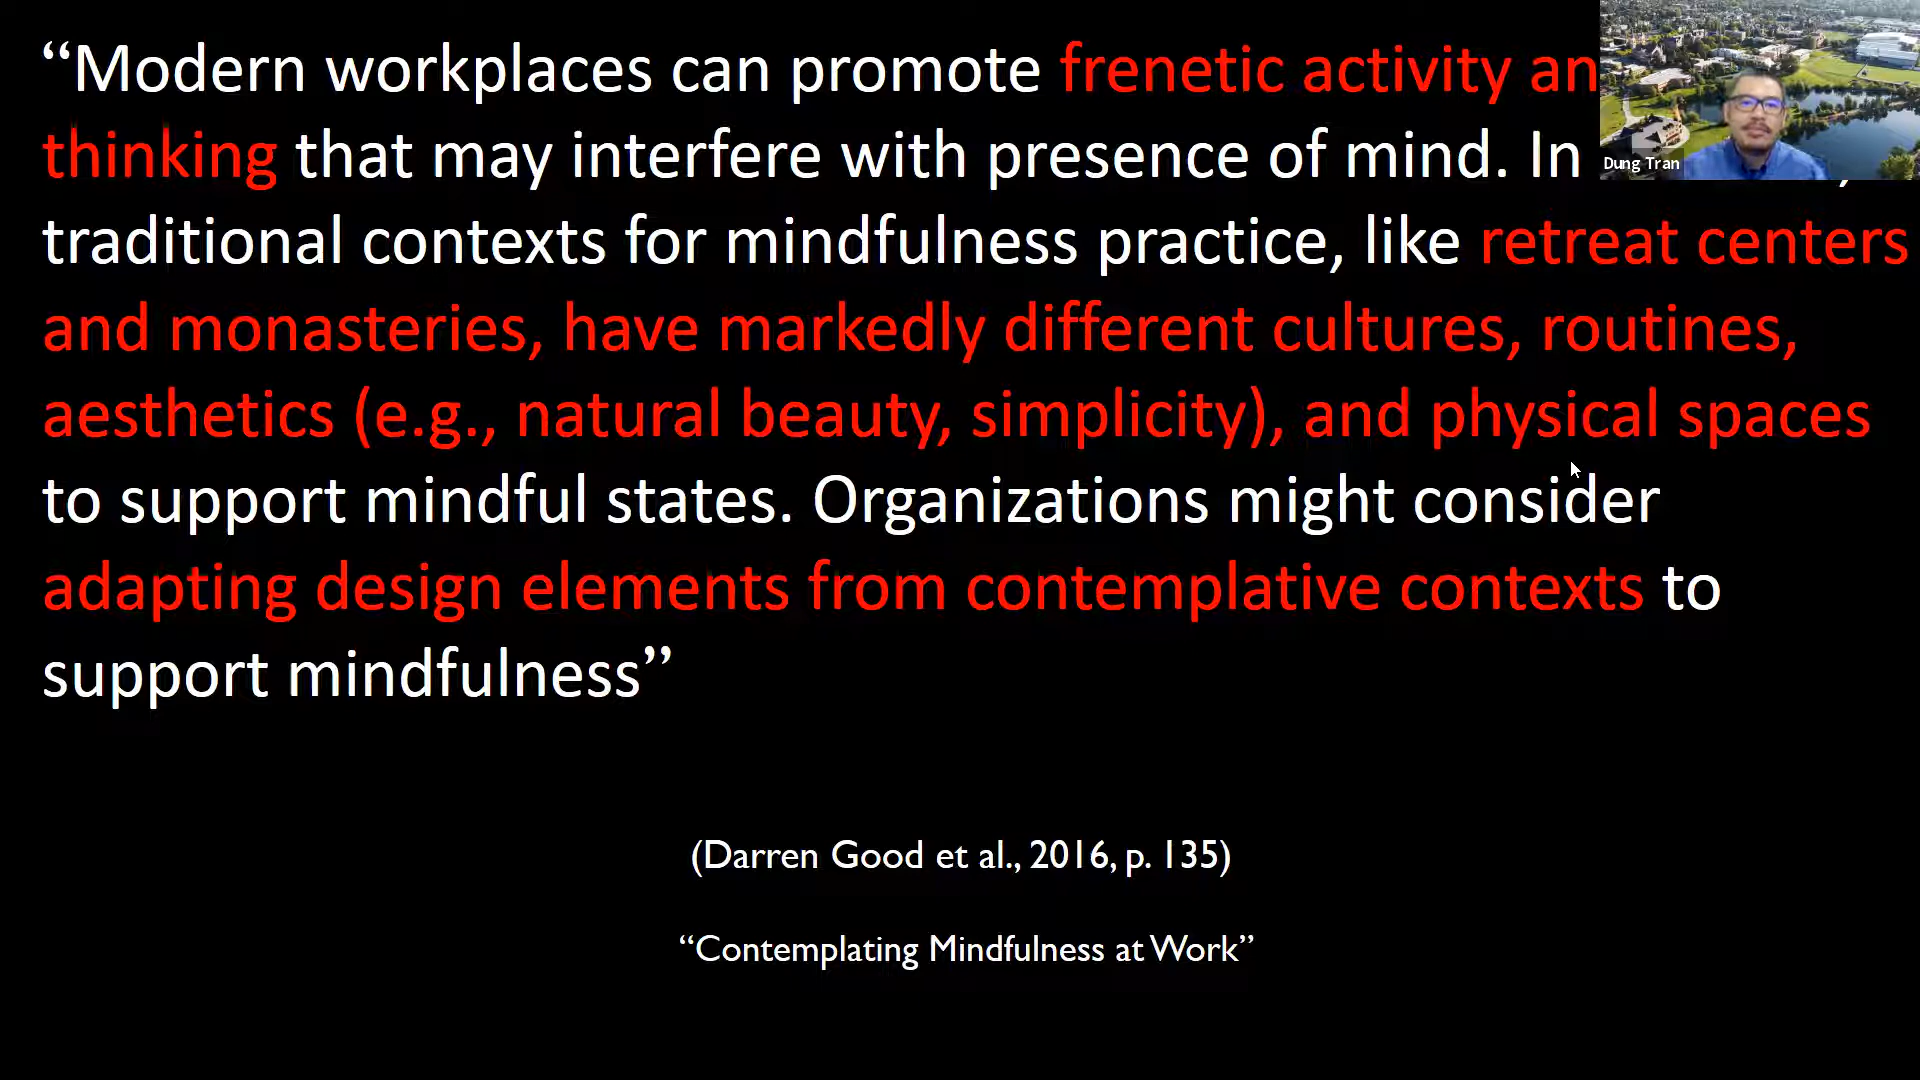 “Modern workplaces can promote frenetic activity
thinking that may interfere with presence of mind. In
traditional contexts for mindfulness practice, like retreat centers
and monasteries, have markedly different cultures, routines,
aesthetics (e.g., natural beauty, simplicity), and physical spaces
to support mindful states. Organizations might consider
adapting design elements from contemplative contexts to
support mindfulness”
(Darren Good et al., 2016, p. 135)
“Contemplating Mindfulness at Work”
Dung Tran